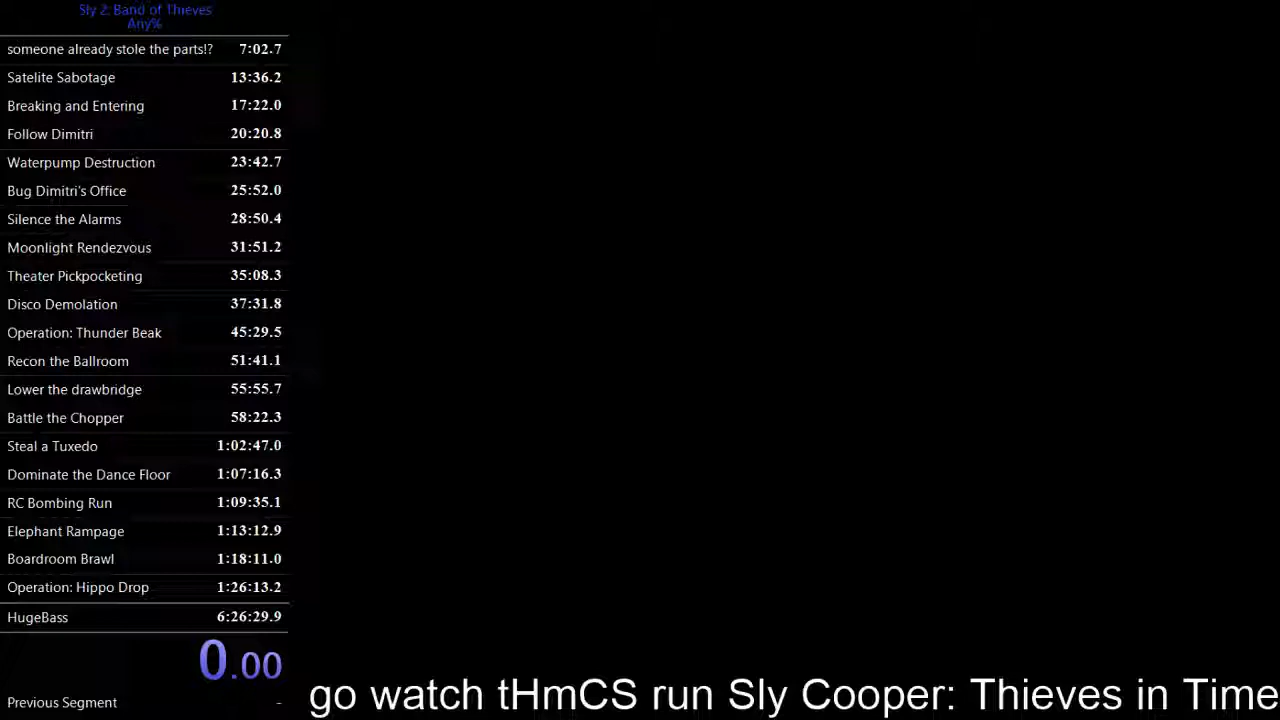 Sly 2: Band of Thieves
Any%
someone already stole the parts!? 7:02.7
Satelite Sabotage 13:36.2
Breaking and Entering 17:22.0
Follow Dimitri 20:20.8
Waterpump Destruction 23:42.7
Bug Dimitri's Office 25:52.0
Silence the Alarms 28:50.4
Moonlight Rendezvous 31:51.2
Theater Pickpocketing 35:08.3
Disco Demolation 37:31.8
Operation: Thunder Beak 45:29.5
Recon the Ballroom 51:41.1
Lower the drawbridge 55:55.7
Battle the Chopper 58:22.3
Steal a Tuxedo 1:02:47.0
Dominate the Dance Floor 1:07:16.3
RC Bombing Run 1:09:35.1
Elephant Rampage 1:13:12.9
Boardroom Brawl 1:18:11.0
Operation: Hippo Drop 1:26:13.2
HugeBass 6:26:29.9
0.00
Previous Segment -
go watch tHmCS run Sly Cooper: Thieves in Time